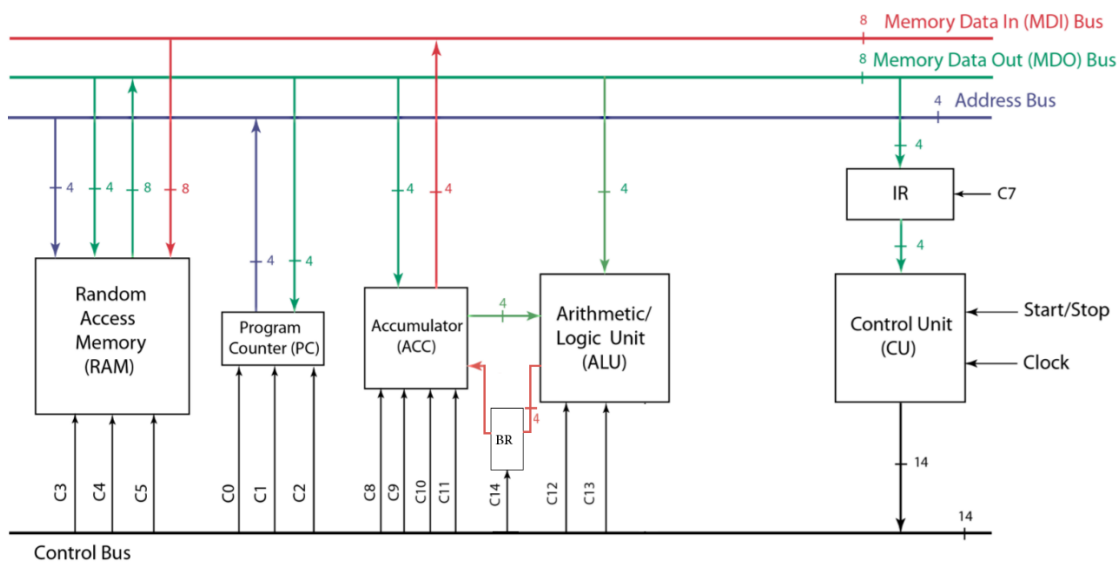 8 Memory Data In (MDI) Bus
8 Memory Data Out (MDO) Bus
4 Address Bus
4
4
8
8
4
4
4
4
4
4
IR
C7
4
Random
Access
Memory
(RAM)
Program
Counter (PC)
Accumulator
(ACC)
4
Arithmetic/
Logic Unit
(ALU)
Control Unit
(CU)
Start/Stop
Clock
4
BR
C3
C4
C5
C0
C1
C2
C8
C9
C10
C11
C14
C12
C13
14
14
Control Bus